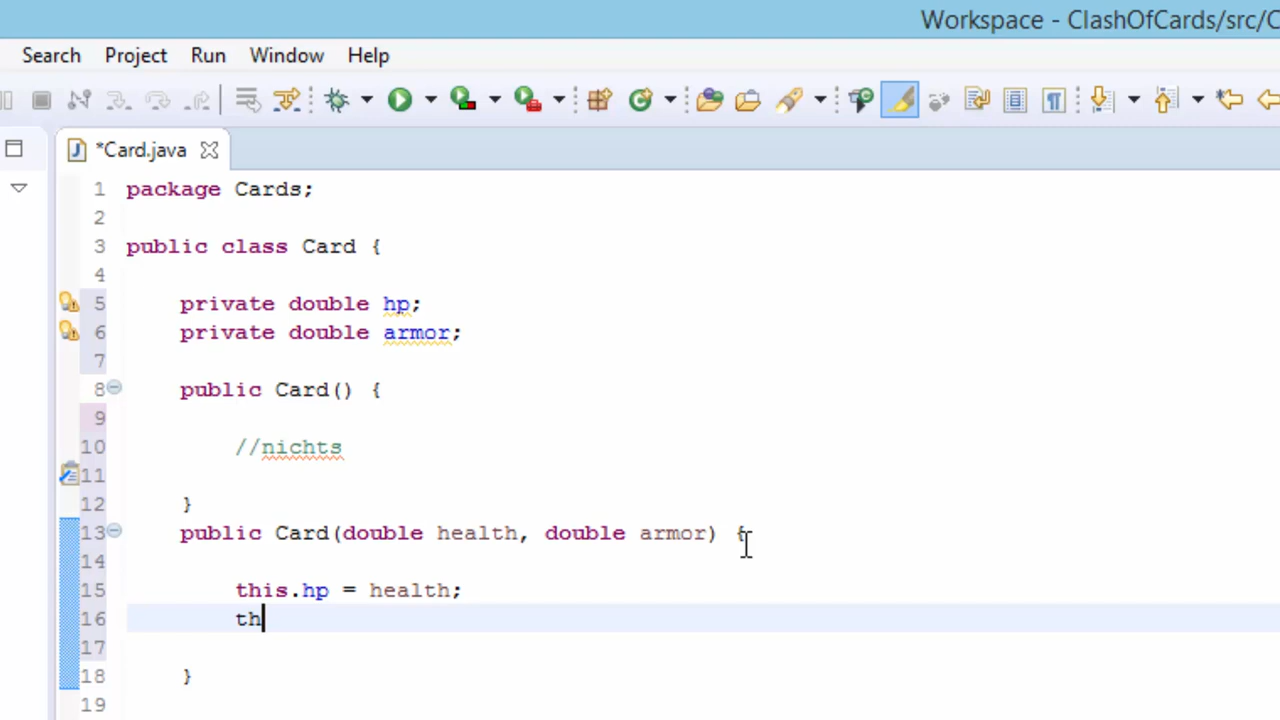 Workspace - ClashOfCards/src/C
Search Project Run Window Help
*Card.java
1 package Cards;
2
3 public class Card {
4
5 private double hp;
6 private double armor;
7
8 public Card() {
9
10 //nichts
11
12 }
13 public Card(double health, double armor) {
14
15 this.hp = health;
16 th
17
18 }
19